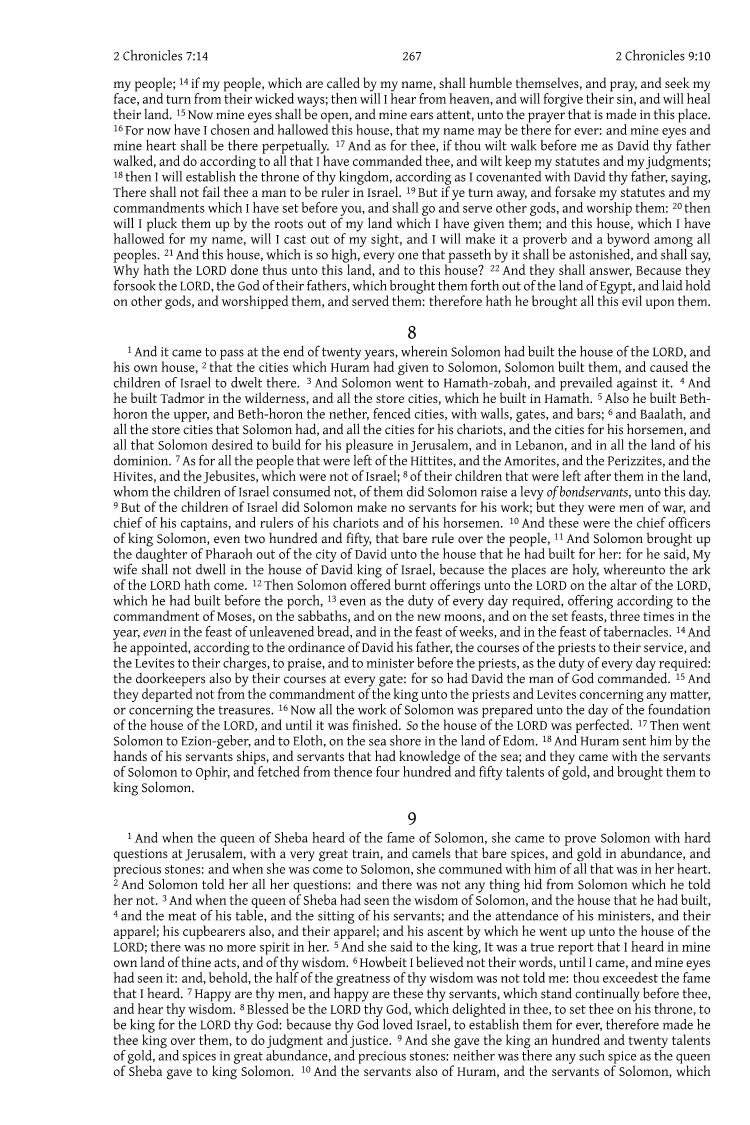 2 Chronicles 7:14 267 2 Chronicles 9:10
my people; 14 if my people, which are called by my name, shall humble themselves, and pray, and seek my
face, and turn from their wicked ways; then will I hear from heaven, and will forgive their sin, and will heal
their land. 15 Now mine eyes shall be open, and mine ears attent, unto the prayer that is made in this place.
16 For now have I chosen and hallowed this house, that my name may be there for ever: and mine eyes and
mine heart shall be there perpetually. 17 And as for thee, if thou wilt walk before me as David thy father
walked, and do according to all that I have commanded thee, and wilt keep my statutes and my judgments;
18 then I will establish the throne of thy kingdom, according as I covenanted with David thy father, saying,
There shall not fail thee a man to be ruler in Israel. 19 But if ye turn away, and forsake my statutes and my
commandments which I have set before you, and shall go and serve other gods, and worship them: 20 then
will I pluck them up by the roots out of my land which I have given them; and this house, which I have
hallowed for my name, will I cast out of my sight, and I will make it a proverb and a byword among all
peoples. 21 And this house, which is so high, every one that passeth by it shall be astonished, and shall say,
Why hath the LORD done thus unto this land, and to this house? 22 And they shall answer, Because they
forsook the LORD, the God of their fathers, which brought them forth out of the land of Egypt, and laid hold
on other gods, and worshipped them, and served them: therefore hath he brought all this evil upon them.
8
1 And it came to pass at the end of twenty years, wherein Solomon had built the house of the LORD, and
his own house, 2 that the cities which Huram had given to Solomon, Solomon built them, and caused the
children of Israel to dwelt there. 3 And Solomon went to Hamath-zobah, and prevailed against it. 4 And
he built Tadmor in the wilderness, and all the store cities, which he built in Hamath. 5 Also he built Beth-
horon the upper, and Beth-horon the nether, fenced cities, with walls, gates, and bars; 6 and Baalath, and
all the store cities that Solomon had, and all the cities for his chariots, and the cities for his horsemen, and
all that Solomon desired to build for his pleasure in Jerusalem, and in Lebanon, and in all the land of his
dominion. 7 As for all the people that were left of the Hittites, and the Amorites, and the Perizzites, and the
Hivites, and the Jebusites, which were not of Israel; 8 of their children that were left after them in the land,
whom the children of Israel consumed not, of them did Solomon raise a levy of bondservants, unto this day.
9 But of the children of Israel did Solomon make no servants for his work; but they were men of war, and
chief of his captains, and rulers of his chariots and of his horsemen. 10 And these were the chief officers
of king Solomon, even two hundred and fifty, that bare rule over the people, 11 And Solomon brought up
the daughter of Pharaoh out of the city of David unto the house that he had built for her: for he said, My
wife shall not dwell in the house of David king of Israel, because the places are holy, whereunto the ark
of the LORD hath come. 12 Then Solomon offered burnt offerings unto the LORD on the altar of the LORD,
which he had built before the porch, 13 even as the duty of every day required, offering according to the
commandment of Moses, on the sabbaths, and on the new moons, and on the set feasts, three times in the
year, even in the feast of unleavened bread, and in the feast of weeks, and in the feast of tabernacles. 14 And
he appointed, according to the ordinance of David his father, the courses of the priests to their service, and
the Levites to their charges, to praise, and to minister before the priests, as the duty of every day required:
the doorkeepers also by their courses at every gate: for so had David the man of God commanded. 15 And
they departed not from the commandment of the king unto the priests and Levites concerning any matter,
or concerning the treasures. 16 Now all the work of Solomon was prepared unto the day of the foundation
of the house of the LORD, and until it was finished. So the house of the LORD was perfected. 17 Then went
Solomon to Ezion-geber, and to Eloth, on the sea shore in the land of Edom. 18 And Huram sent him by the
hands of his servants ships, and servants that had knowledge of the sea; and they came with the servants
of Solomon to Ophir, and fetched from thence four hundred and fifty talents of gold, and brought them to
king Solomon.
9
1 And when the queen of Sheba heard of the fame of Solomon, she came to prove Solomon with hard
questions at Jerusalem, with a very great train, and camels that bare spices, and gold in abundance, and
precious stones: and when she was come to Solomon, she communed with him of all that was in her heart.
2 And Solomon told her all her questions: and there was not any thing hid from Solomon which he told
her not. 3 And when the queen of Sheba had seen the wisdom of Solomon, and the house that he had built,
4 and the meat of his table, and the sitting of his servants; and the attendance of his ministers, and their
apparel; his cupbearers also, and their apparel; and his ascent by which he went up unto the house of the
LORD; there was no more spirit in her. 5 And she said to the king, It was a true report that I heard in mine
own land of thine acts, and of thy wisdom. 6 Howbeit I believed not their words, until I came, and mine eyes
had seen it: and, behold, the half of the greatness of thy wisdom was not told me: thou exceedest the fame
that I heard. 7 Happy are thy men, and happy are these thy servants, which stand continually before thee,
and hear thy wisdom. 8 Blessed be the LORD thy God, which delighted in thee, to set thee on his throne, to
be king for the LORD thy God: because thy God loved Israel, to establish them for ever, therefore made he
thee king over them, to do judgment and justice. 9 And she gave the king an hundred and twenty talents
of gold, and spices in great abundance, and precious stones: neither was there any such spice as the queen
of Sheba gave to king Solomon. 10 And the servants also of Huram, and the servants of Solomon, which